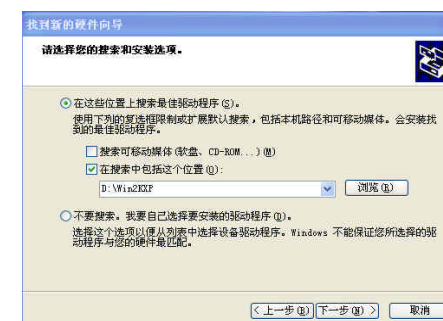 找到新的硬件向导
请选择您的搜索和安装选项。
在这些位置上搜索最佳驱动程序(S)。
使用下列的复选框限制或扩展默认搜索，包括本机路径和可移动媒体。会安装找
到的最佳驱动程序。
搜索可移动媒体(软盘、CD-ROM...)(M)
在搜索中包括这个位置(O):
D:\Win2KXP
浏览(R)
不要搜索。我要自己选择要安装的驱动程序(D)。
选择这个选项以便从列表中选择设备驱动程序。Windows 不能保证您所选择的驱
动程序与您的硬件最匹配。
<上一步(B) 下一步(N)> 取消